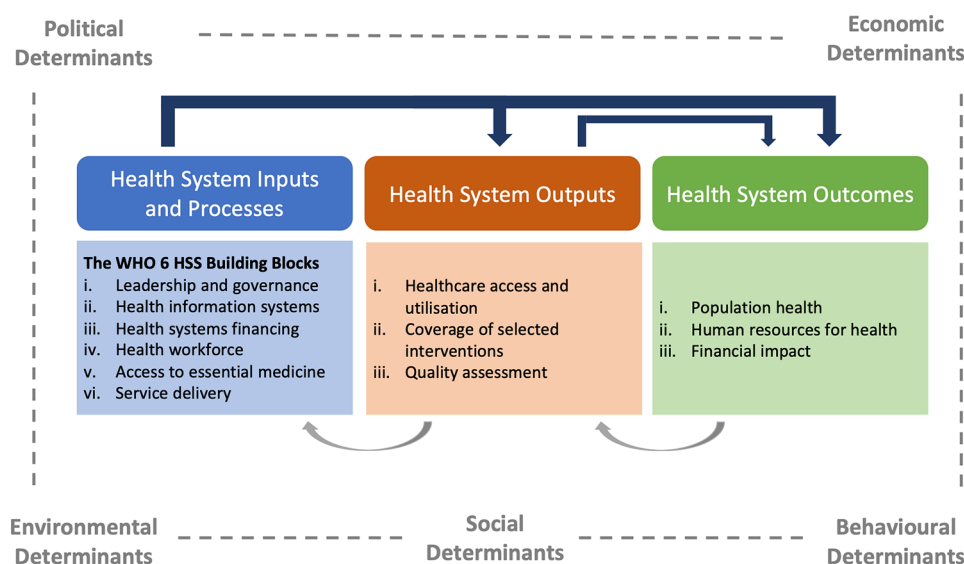 Political
Determinants
Economic
Determinants
Health System Inputs
and Processes
Health System Outputs
Health System Outcomes
The WHO 6 HSS Building Blocks
i. Leadership and governance
ii. Health information systems
iii. Health systems financing
iv. Health workforce
v. Access to essential medicine
vi. Service delivery
i. Healthcare access and
utilisation
ii. Coverage of selected
interventions
iii. Quality assessment
i. Population health
ii. Human resources for health
iii. Financial impact
Environmental
Determinants
Social
Determinants
Behavioural
Determinants